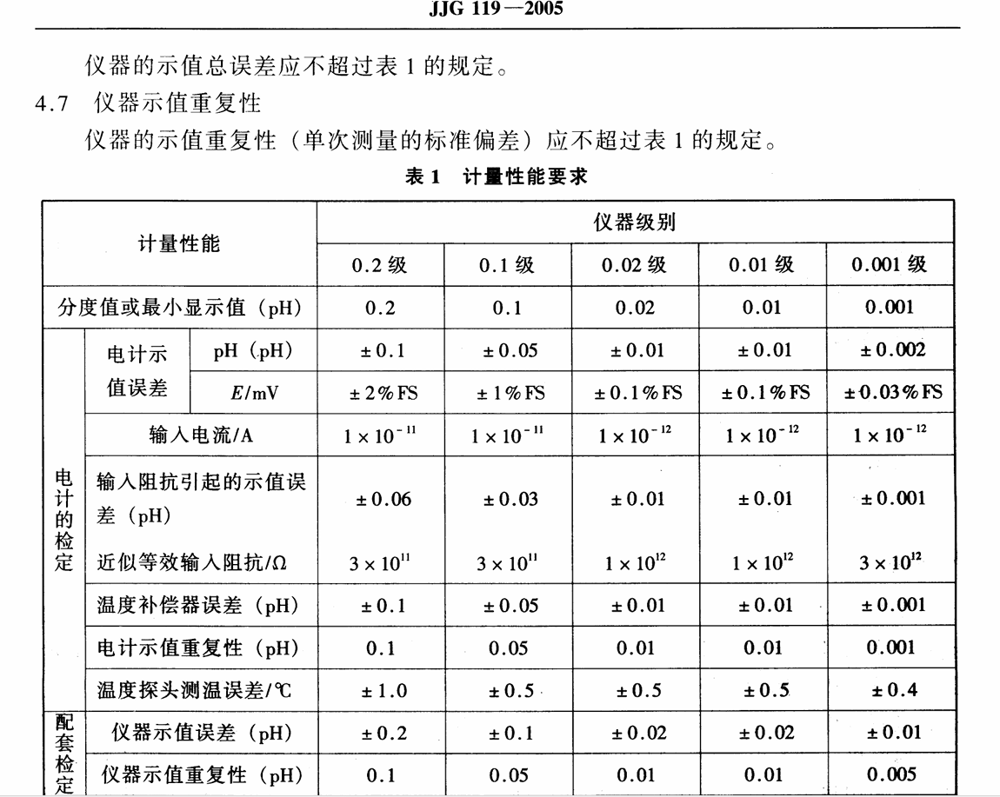 JJG 119—2005
仪器的示值总误差应不超过表 1 的规定。
4.7 仪器示值重复性
仪器的示值重复性（单次测量的标准偏差）应不超过表 1 的规定。
表 1 计量性能要求
计量性能 仪器级别
0.2 级 0.1 级 0.02 级 0.01 级 0.001 级
分度值或最小显示值（pH） 0.2 0.1 0.02 0.01 0.001
电计的检定
电计示值误差 pH（pH） ±0.1 ±0.05 ±0.01 ±0.01 ±0.002
E/mV ±2%FS ±1%FS ±0.1%FS ±0.1%FS ±0.03%FS
输入电流/A 1×10⁻¹¹ 1×10⁻¹¹ 1×10⁻¹² 1×10⁻¹² 1×10⁻¹²
输入阻抗引起的示值误差（pH） ±0.06 ±0.03 ±0.01 ±0.01 ±0.001
近似等效输入阻抗/Ω 3×10¹¹ 3×10¹¹ 1×10¹² 1×10¹² 3×10¹²
温度补偿器误差（pH） ±0.1 ±0.05 ±0.01 ±0.01 ±0.001
电计示值重复性（pH） 0.1 0.05 0.01 0.01 0.001
温度探头测温误差/℃ ±1.0 ±0.5 ±0.5 ±0.5 ±0.4
配套检定
仪器示值误差（pH） ±0.2 ±0.1 ±0.02 ±0.02 ±0.01
仪器示值重复性（pH） 0.1 0.05 0.01 0.01 0.005